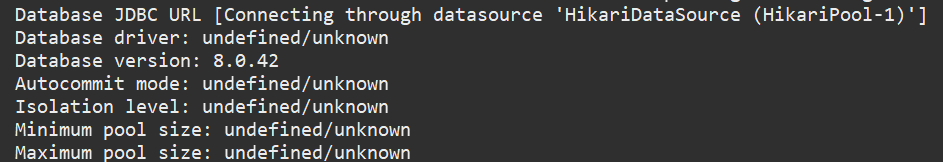 Database JDBC URL [Connecting through datasource 'HikariDataSource (HikariPool-1)']
Database driver: undefined/unknown
Database version: 8.0.42
Autocommit mode: undefined/unknown
Isolation level: undefined/unknown
Minimum pool size: undefined/unknown
Maximum pool size: undefined/unknown